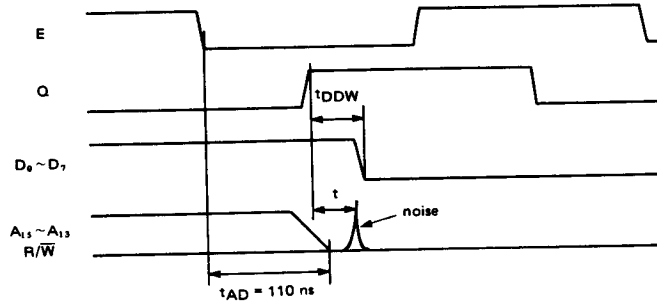 E
Q
tDDW
D₀ ~ D₇
t
noise
A₁₅ ~ A₁₃
R/W̅
tAD = 110 ns